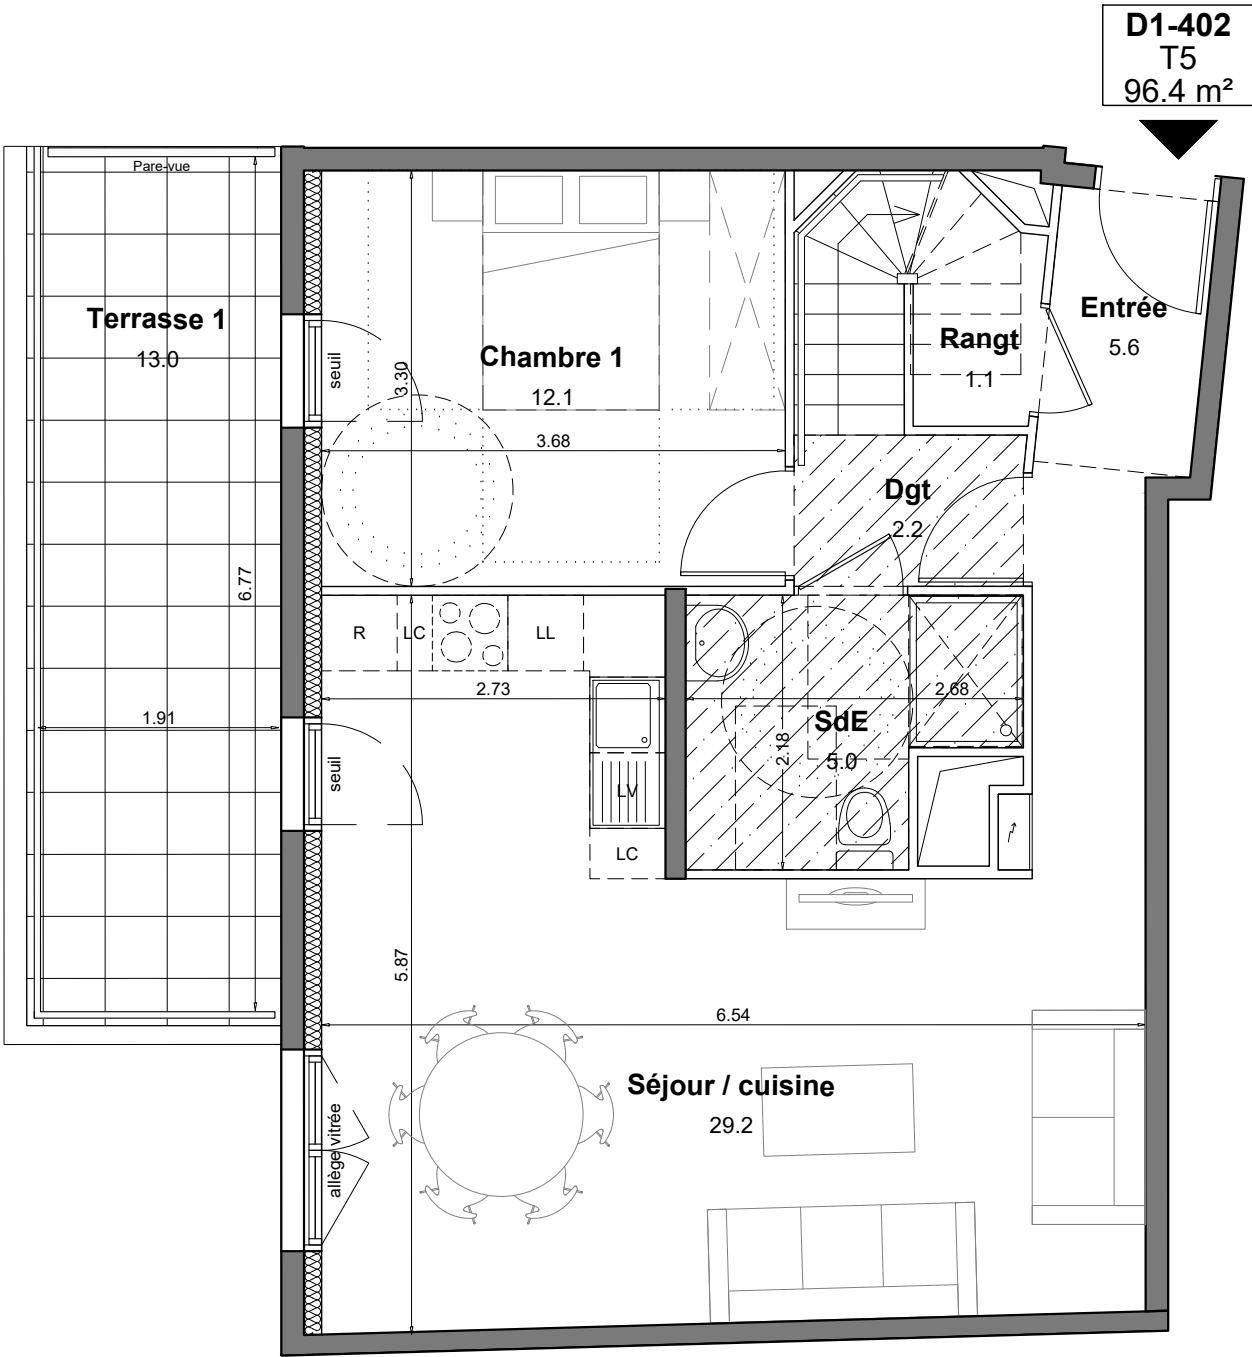 D1-402
T5
96.4 m²
Pare-vue
Terrasse 1
13.0
6.77
1.91
seuil
3.30
Chambre 1
12.1
3.68
Rangt
1.1
Entrée
5.6
Dgt
2.2
R
LC
LL
2.73
seuil
LV
LC
2.68
SdE
5.0
2.18
5.87
6.54
Séjour / cuisine
29.2
allège vitrée